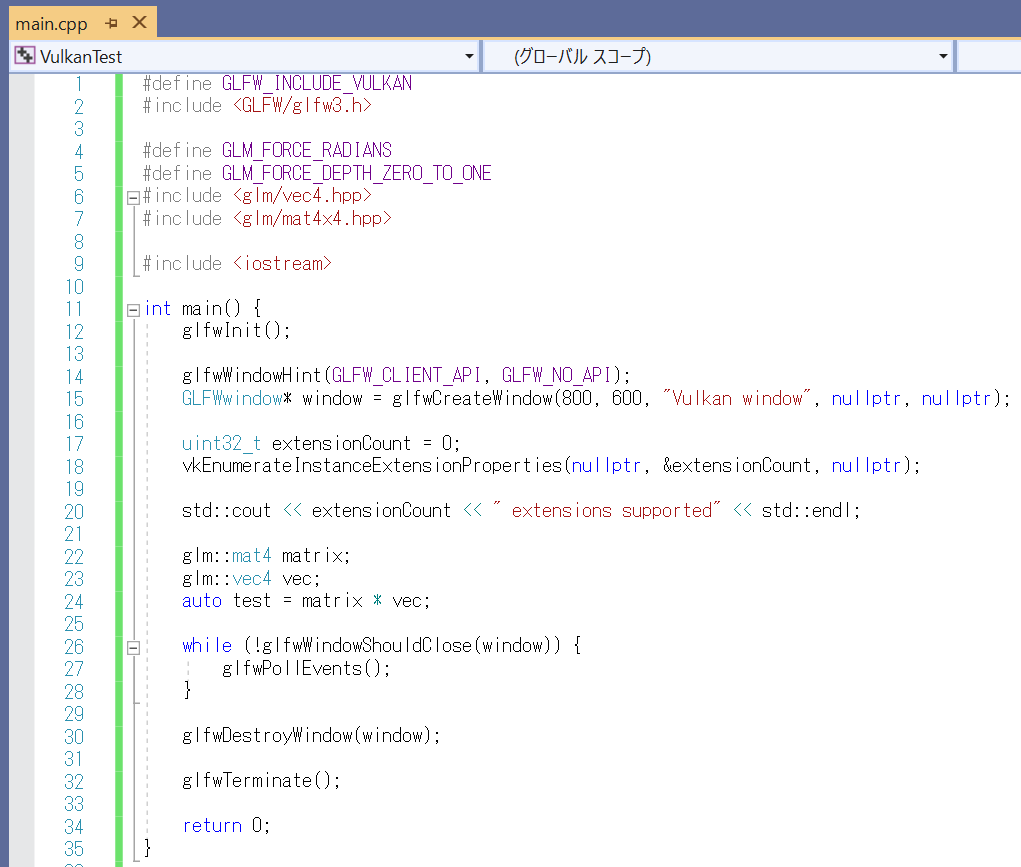 main.cpp
VulkanTest
(グローバル スコープ)
1 #define GLFW_INCLUDE_VULKAN
2 #include <GLFW/glfw3.h>
3
4 #define GLM_FORCE_RADIANS
5 #define GLM_FORCE_DEPTH_ZERO_TO_ONE
6 #include <glm/vec4.hpp>
7 #include <glm/mat4x4.hpp>
8
9 #include <iostream>
10
11 int main() {
12     glfwInit();
13
14     glfwWindowHint(GLFW_CLIENT_API, GLFW_NO_API);
15     GLFWwindow* window = glfwCreateWindow(800, 600, "Vulkan window", nullptr, nullptr);
16
17     uint32_t extensionCount = 0;
18     vkEnumerateInstanceExtensionProperties(nullptr, &extensionCount, nullptr);
19
20     std::cout << extensionCount << " extensions supported" << std::endl;
21
22     glm::mat4 matrix;
23     glm::vec4 vec;
24     auto test = matrix * vec;
25
26     while (!glfwWindowShouldClose(window)) {
27         glfwPollEvents();
28     }
29
30     glfwDestroyWindow(window);
31
32     glfwTerminate();
33
34     return 0;
35 }